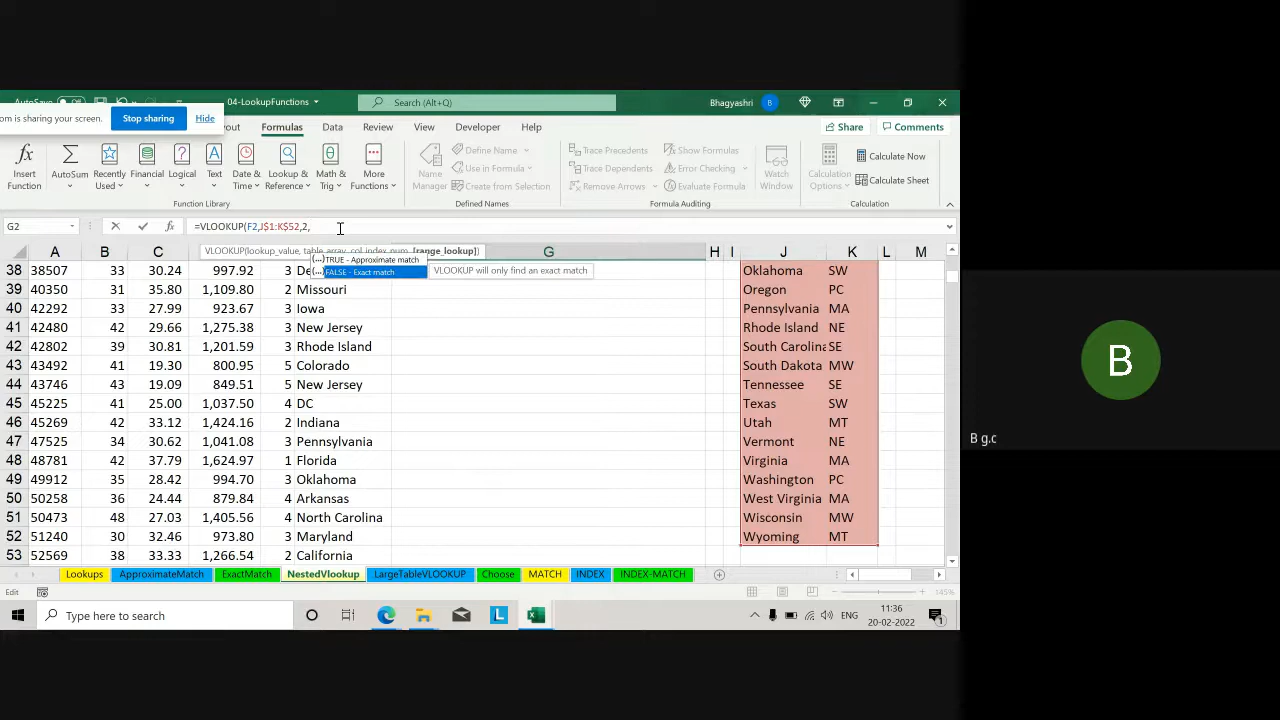 AutoSave Off
04-LookupFunctions
Search (Alt+Q)
Bhagyashri
B
om is sharing your screen.
Stop sharing
Hide
out
Formulas
Data
Review
View
Developer
Help
Share
Comments
Insert Function
AutoSum
Recently Used
Financial
Logical
Text
Date & Time
Lookup & Reference
Math & Trig
More Functions
Name Manager
Define Name
Use in Formula
Create from Selection
Trace Precedents
Trace Dependents
Remove Arrows
Show Formulas
Error Checking
Evaluate Formula
Watch Window
Calculation Options
Calculate Now
Calculate Sheet
Function Library
Defined Names
Formula Auditing
Calculation
G2
fx
=VLOOKUP(F2,J$1:K$52,2,
VLOOKUP(lookup_value, table_array, col_index_num, [range_lookup])
(...)TRUE - Approximate match
(...)FALSE - Exact match
VLOOKUP will only find an exact match
A B C G H I J K L M
38 38507 33 30.24 997.92 3 De Oklahoma SW
39 40350 31 35.80 1,109.80 2 Missouri Oregon PC
40 42292 33 27.99 923.67 3 Iowa Pennsylvania MA
41 42480 42 29.66 1,275.38 3 New Jersey Rhode Island NE
42 42802 39 30.81 1,201.59 3 Rhode Island South Carolina SE
43 43492 41 19.30 800.95 5 Colorado South Dakota MW
44 43746 43 19.09 849.51 5 New Jersey Tennessee SE
45 45225 41 25.00 1,037.50 4 DC Texas SW
46 45269 42 33.12 1,424.16 2 Indiana Utah MT
47 47525 34 30.62 1,041.08 3 Pennsylvania Vermont NE
48 48781 42 37.79 1,624.97 1 Florida Virginia MA
49 49912 35 28.42 994.70 3 Oklahoma Washington PC
50 50258 36 24.44 879.84 4 Arkansas West Virginia MA
51 50473 48 27.03 1,405.56 4 North Carolina Wisconsin MW
52 51240 30 32.46 973.80 3 Maryland Wyoming MT
53 52569 38 33.33 1,266.54 2 California
Lookups
ApproximateMatch
ExactMatch
NestedVlookup
LargeTableVLOOKUP
Choose
MATCH
INDEX
INDEX-MATCH
Edit
145%
Type here to search
L
ENG
11:36
20-02-2022
1
B
B g.c